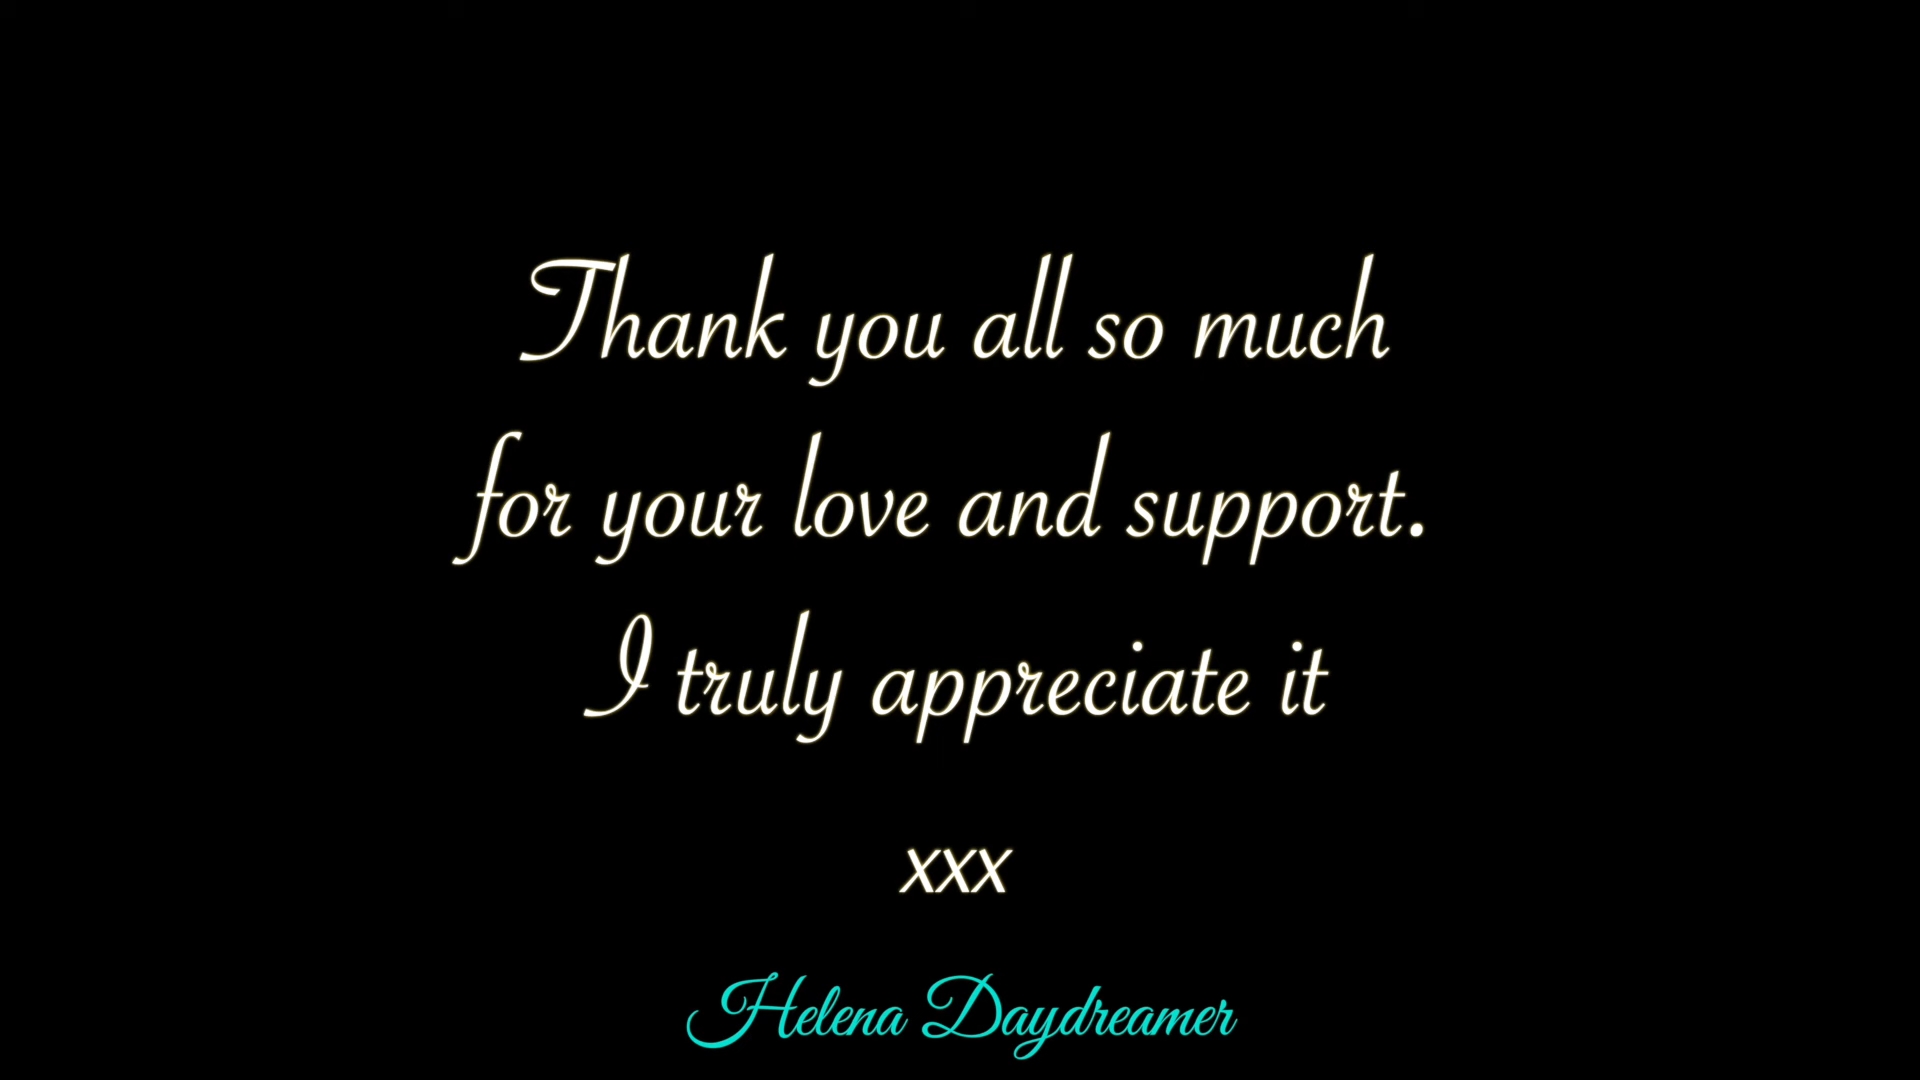 Thank you all so much
for your love and support.
I truly appreciate it
xxx
Helena Daydreamer